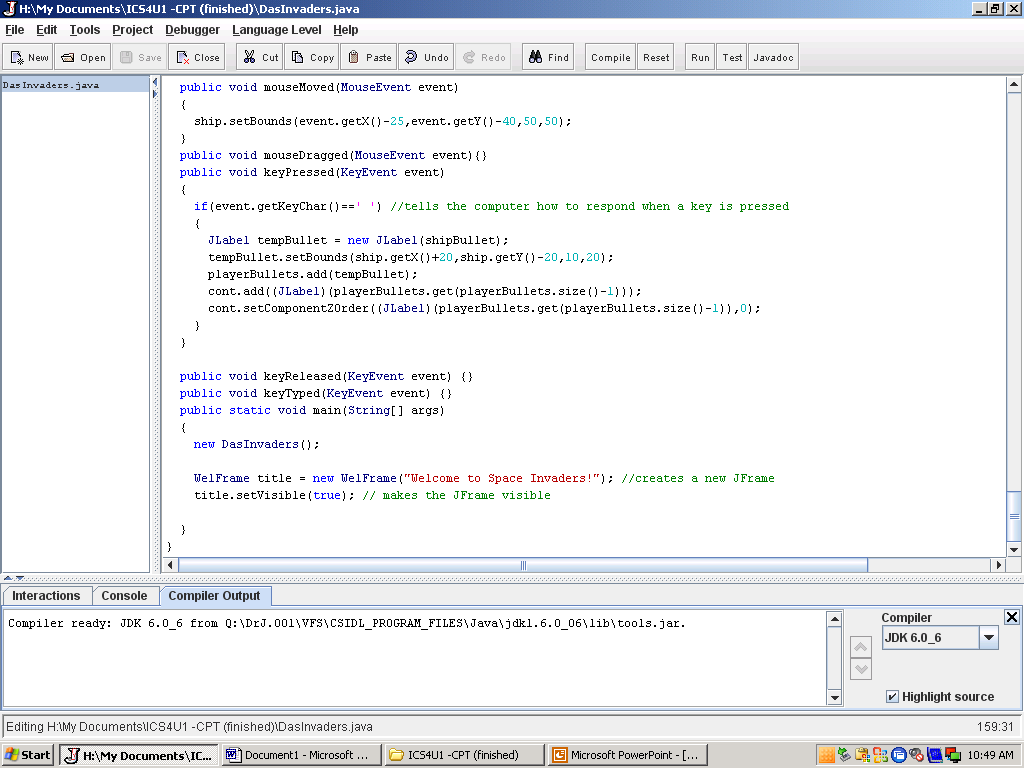 H:\My Documents\ICS4U1 -CPT (finished)\DasInvaders.java
File Edit Tools Project Debugger Language Level Help
New Open Save Close Cut Copy Paste Undo Redo Find Compile Reset Run Test Javadoc
DasInvaders.java
public void mouseMoved(MouseEvent event)
{
ship.setBounds(event.getX()-25,event.getY()-40,50,50);
}
public void mouseDragged(MouseEvent event){}
public void keyPressed(KeyEvent event)
{
if(event.getKeyChar()==' ') //tells the computer how to respond when a key is pressed
{
JLabel tempBullet = new JLabel(shipBullet);
tempBullet.setBounds(ship.getX()+20,ship.getY()-20,10,20);
playerBullets.add(tempBullet);
cont.add((JLabel)(playerBullets.get(playerBullets.size()-1)));
cont.setComponentZOrder((JLabel)(playerBullets.get(playerBullets.size()-1)),0);
}
}
public void keyReleased(KeyEvent event) {}
public void keyTyped(KeyEvent event) {}
public static void main(String[] args)
{
new DasInvaders();
WelFrame title = new WelFrame("Welcome to Space Invaders!"); //creates a new JFrame
title.setVisible(true); // makes the JFrame visible
}
}
Interactions Console Compiler Output
Compiler ready: JDK 6.0_6 from Q:\DrJ.001\VFS\CSIDL_PROGRAM_FILES\Java\jdk1.6.0_06\lib\tools.jar.
Compiler
JDK 6.0_6
Highlight source
Editing H:\My Documents\ICS4U1 -CPT (finished)\DasInvaders.java 159:31
Start H:\My Documents\IC... Document1 - Microsoft ... ICS4U1 -CPT (finished) Microsoft PowerPoint - [... 10:49 AM